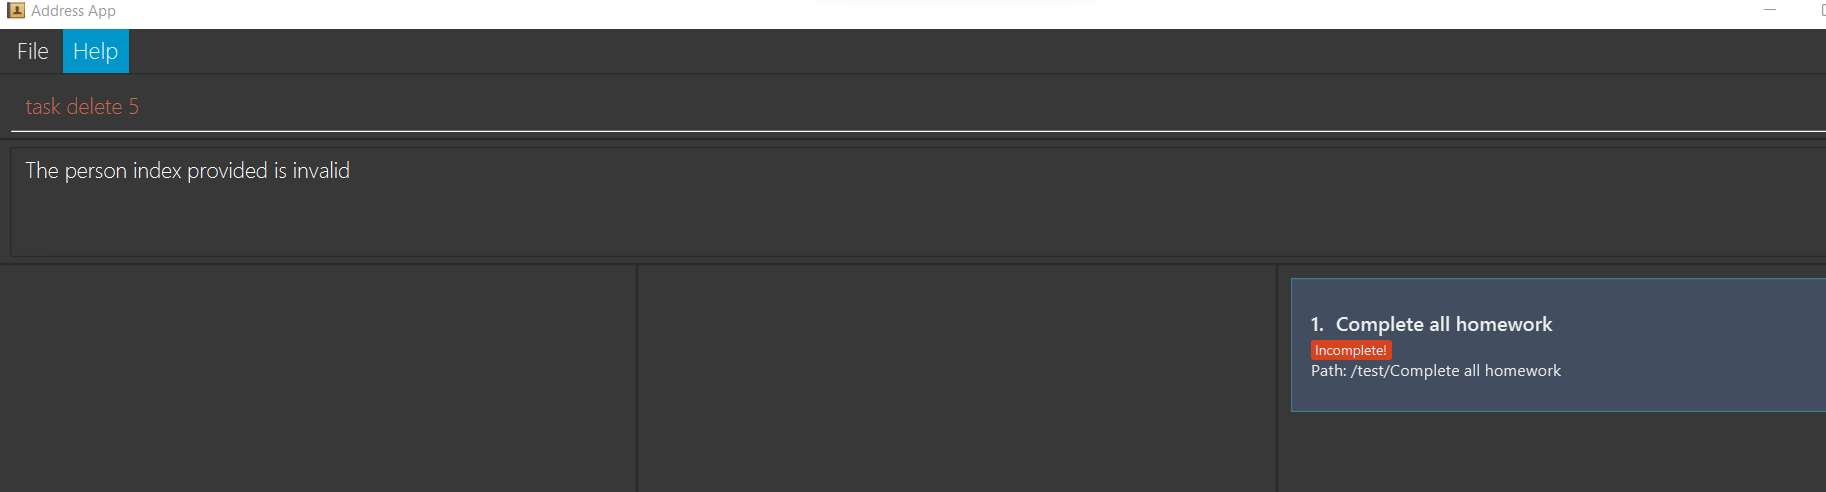 Address App
File Help
task delete 5
The person index provided is invalid
1. Complete all homework
Incomplete!
Path: /test/Complete all homework